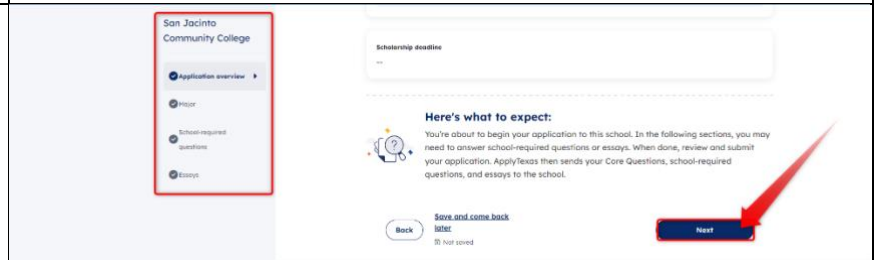 San Jacinto
Community College
Application overview
Major
School-required
questions
Essays
Scholarship deadline
--
Here's what to expect:
You're about to begin your application to this school. In the following sections, you may
need to answer school-required questions or essays. When done, review and submit
your application. ApplyTexas then sends your Core Questions, school-required
questions, and essays to the school.
Back
Save and come back
later
Not saved
Next